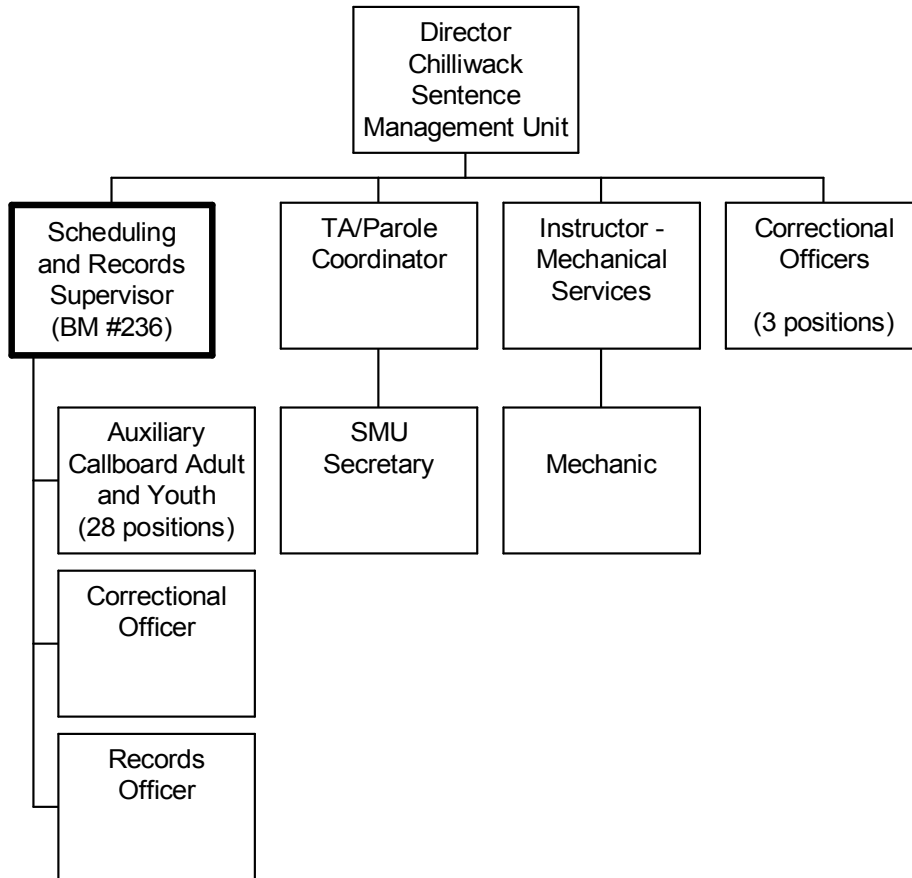 Director
Chilliwack
Sentence
Management Unit
Scheduling
and Records
Supervisor
(BM #236)
TA/Parole
Coordinator
Instructor -
Mechanical
Services
Correctional
Officers
(3 positions)
Auxiliary
Callboard Adult
and Youth
(28 positions)
SMU
Secretary
Mechanic
Correctional
Officer
Records
Officer